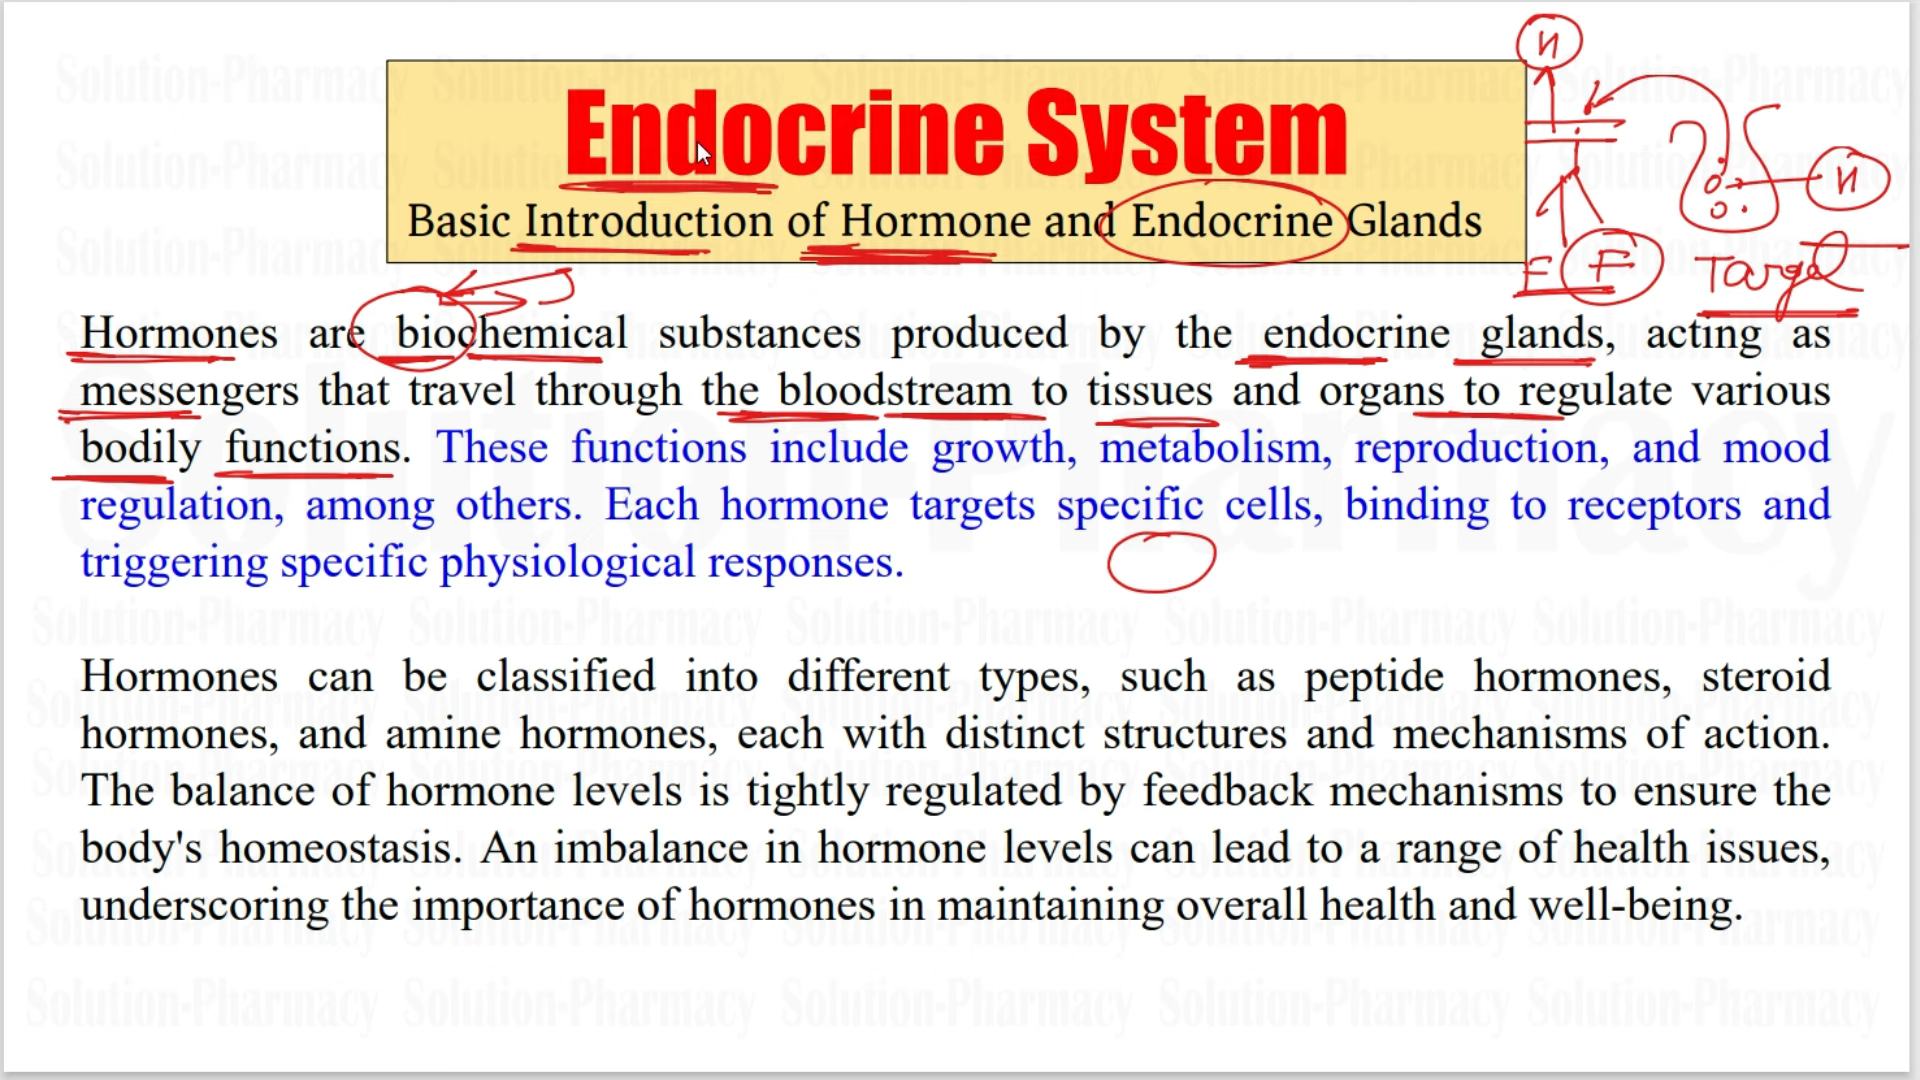 Endocrine System
Basic Introduction of Hormone and Endocrine Glands
Hormones are biochemical substances produced by the endocrine glands, acting as
messengers that travel through the bloodstream to tissues and organs to regulate various
bodily functions. These functions include growth, metabolism, reproduction, and mood
regulation, among others. Each hormone targets specific cells, binding to receptors and
triggering specific physiological responses.
Hormones can be classified into different types, such as peptide hormones, steroid
hormones, and amine hormones, each with distinct structures and mechanisms of action.
The balance of hormone levels is tightly regulated by feedback mechanisms to ensure the
body's homeostasis. An imbalance in hormone levels can lead to a range of health issues,
underscoring the importance of hormones in maintaining overall health and well-being.
Solution-Pharmacy